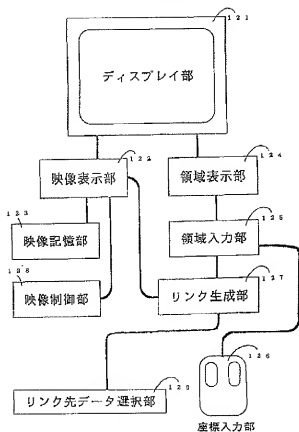 121
ディスプレイ部
122
映像表示部
124
領域表示部
123
映像記憶部
125
領域入力部
128
映像制御部
127
リンク生成部
129
リンク先データ選択部
126
座標入力部